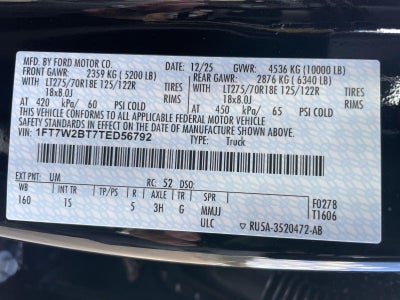 MFD. BY FORD MOTOR CO. 12/25 GVWR: 4536 KG (10000 LB)
FRONT GAWR: 2359 KG ( 5200 LB) REAR GAWR: 2876 KG ( 6340 LB)
WITH LT275/70R18E 125/122R TIRES WITH LT275/70R18E 125/122R TIRES
18x8.0J RIMS 18x8.0J RIMS
AT 420 kPa/ 60 PSI COLD AT 450 kPa/ 65 PSI COLD
THIS VEHICLE CONFORMS TO ALL APPLICABLE FEDERAL MOTOR VEHICLE
SAFETY STANDARDS IN EFFECT ON THE DATE OF MANUFACTURE SHOWN ABOVE.
VIN: 1FT7W2BT7TED56792 TYPE: Truck
EXT PNT: UM RC: 52 DSO:
WB INT TR TP/PS R AXLE TR SPR F0278
160 15 5 3H G MMJJ T1606
ULC RU5A-3520472-AB